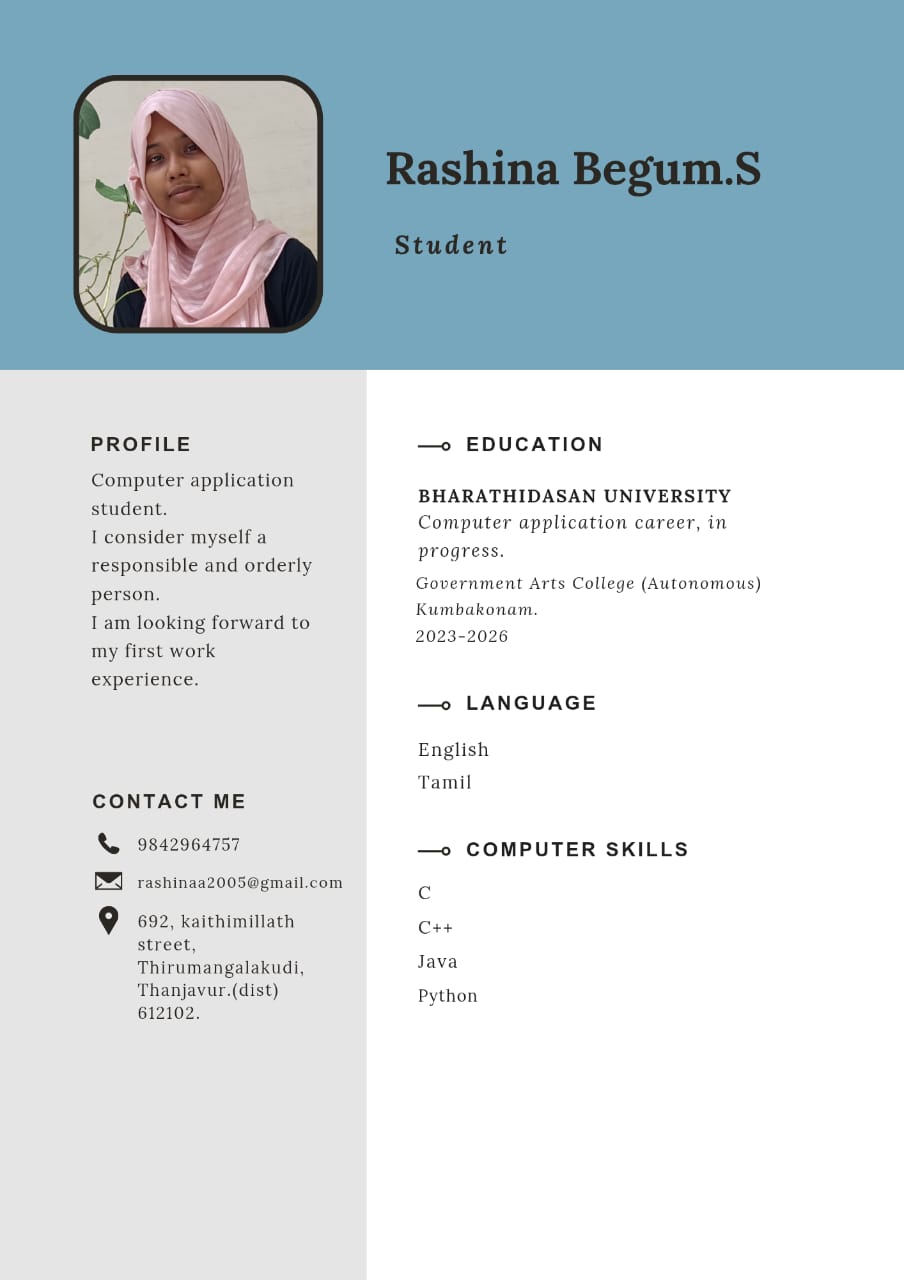 Rashina Begum.S
Student
PROFILE
Computer application
student.
I consider myself a
responsible and orderly
person.
I am looking forward to
my first work
experience.
CONTACT ME
9842964757
rashinaa2005@gmail.com
692, kaithimillath
street,
Thirumangalakudi,
Thanjavur.(dist)
612102.
EDUCATION
BHARATHIDASAN UNIVERSITY
Computer application career, in
progress.
Government Arts College (Autonomous)
Kumbakonam.
2023-2026
LANGUAGE
English
Tamil
COMPUTER SKILLS
C
C++
Java
Python